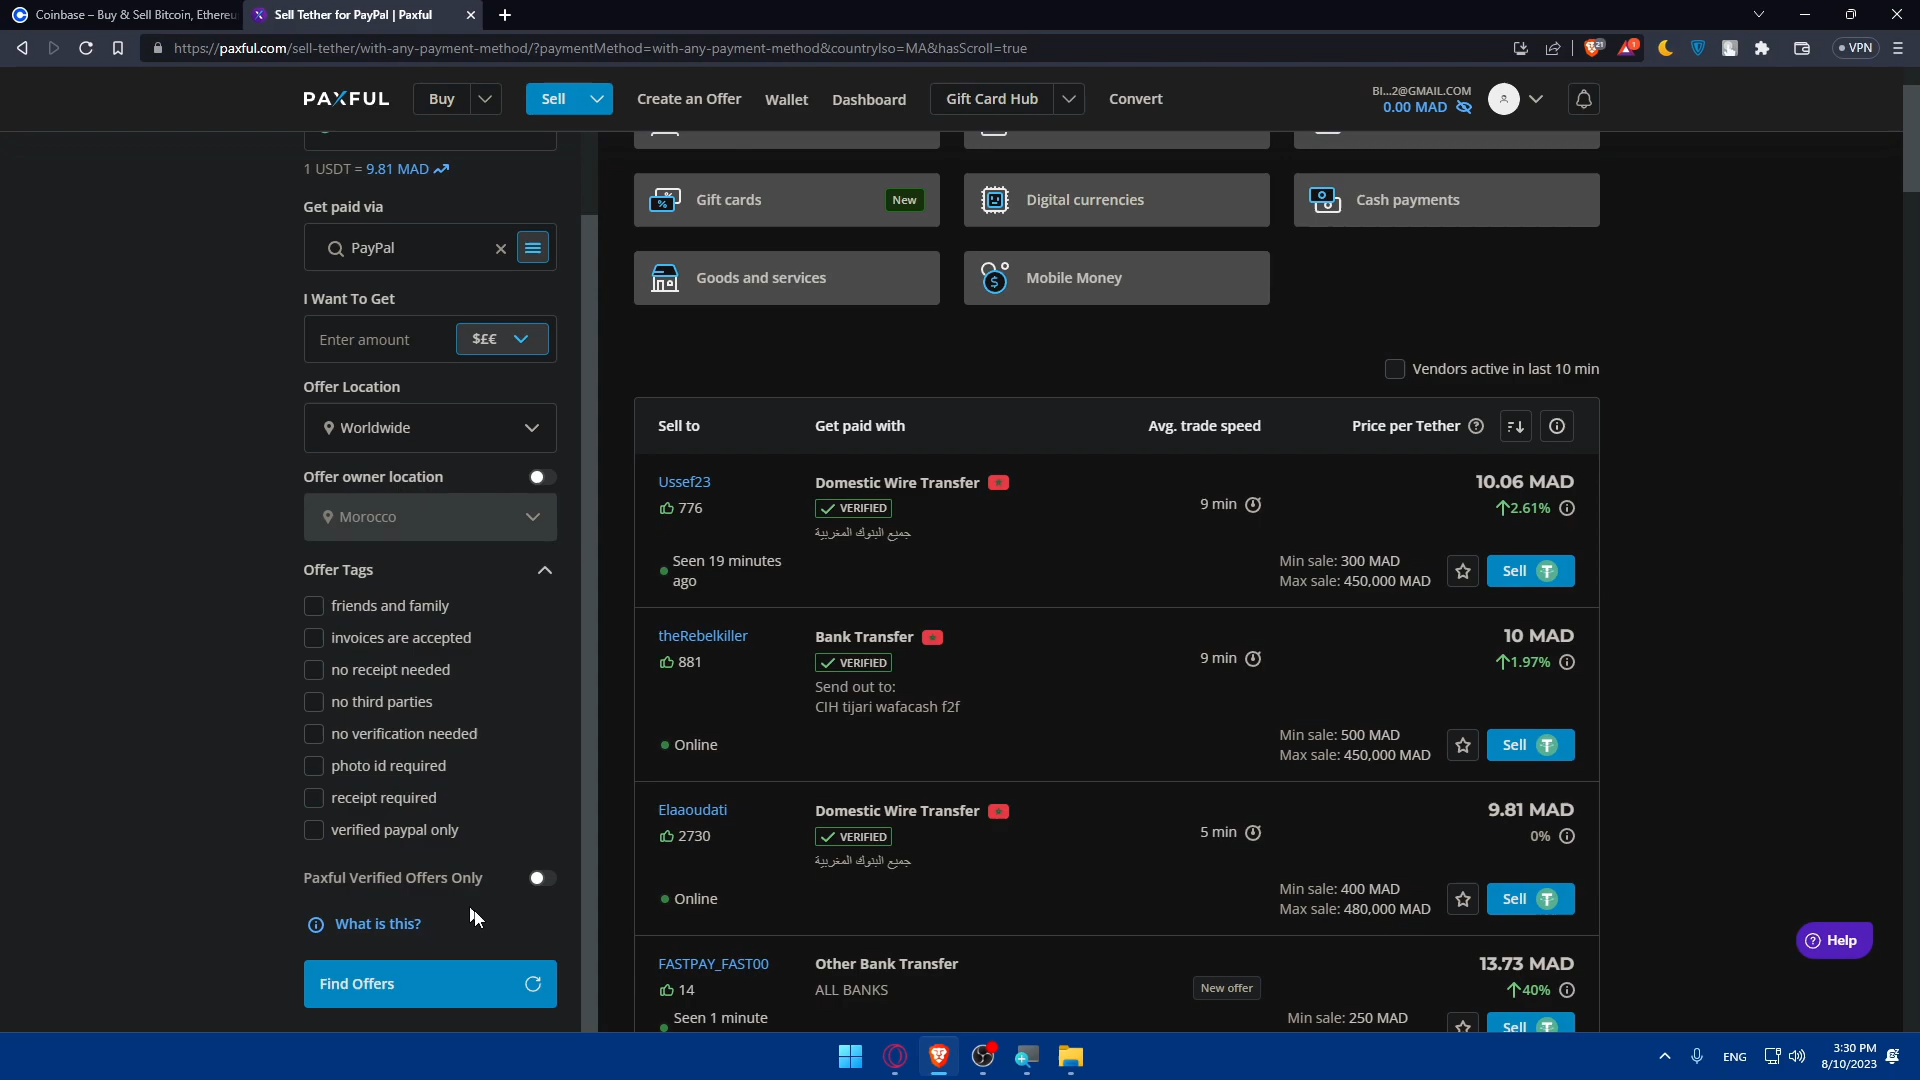 Coinbase – Buy & Sell Bitcoin, Ethereu
Sell Tether for PayPal | Paxful
https://paxful.com/sell-tether/with-any-payment-method/?paymentMethod=with-any-payment-method&countryIso=MA&hasScroll=true
21
1
VPN
PAXFUL
Buy
Sell
Create an Offer
Wallet
Dashboard
Gift Card Hub
Convert
BI...2@GMAIL.COM
0.00 MAD
1 USDT = 9.81 MAD
Get paid via
PayPal
I Want To Get
Enter amount
$£€
Offer Location
Worldwide
Offer owner location
Morocco
Offer Tags
friends and family
invoices are accepted
no receipt needed
no third parties
no verification needed
photo id required
receipt required
verified paypal only
Paxful Verified Offers Only
What is this?
Find Offers
Gift cards
New
Digital currencies
Cash payments
Goods and services
Mobile Money
Vendors active in last 10 min
Sell to
Get paid with
Avg. trade speed
Price per Tether
Ussef23
Domestic Wire Transfer
10.06 MAD
776
VERIFIED
9 min
2.61%
جميع البنوك المغربية
Seen 19 minutes
ago
Min sale: 300 MAD
Max sale: 450,000 MAD
Sell
theRebelkiller
Bank Transfer
10 MAD
881
VERIFIED
9 min
1.97%
Send out to:
CIH tijari wafacash f2f
Online
Min sale: 500 MAD
Max sale: 450,000 MAD
Sell
Elaaoudati
Domestic Wire Transfer
9.81 MAD
2730
VERIFIED
5 min
0%
جميع البنوك المغربية
Online
Min sale: 400 MAD
Max sale: 480,000 MAD
Sell
FASTPAY_FAST00
Other Bank Transfer
13.73 MAD
14
ALL BANKS
New offer
40%
Seen 1 minute
Min sale: 250 MAD
Sell
Help
ENG
3:30 PM
8/10/2023